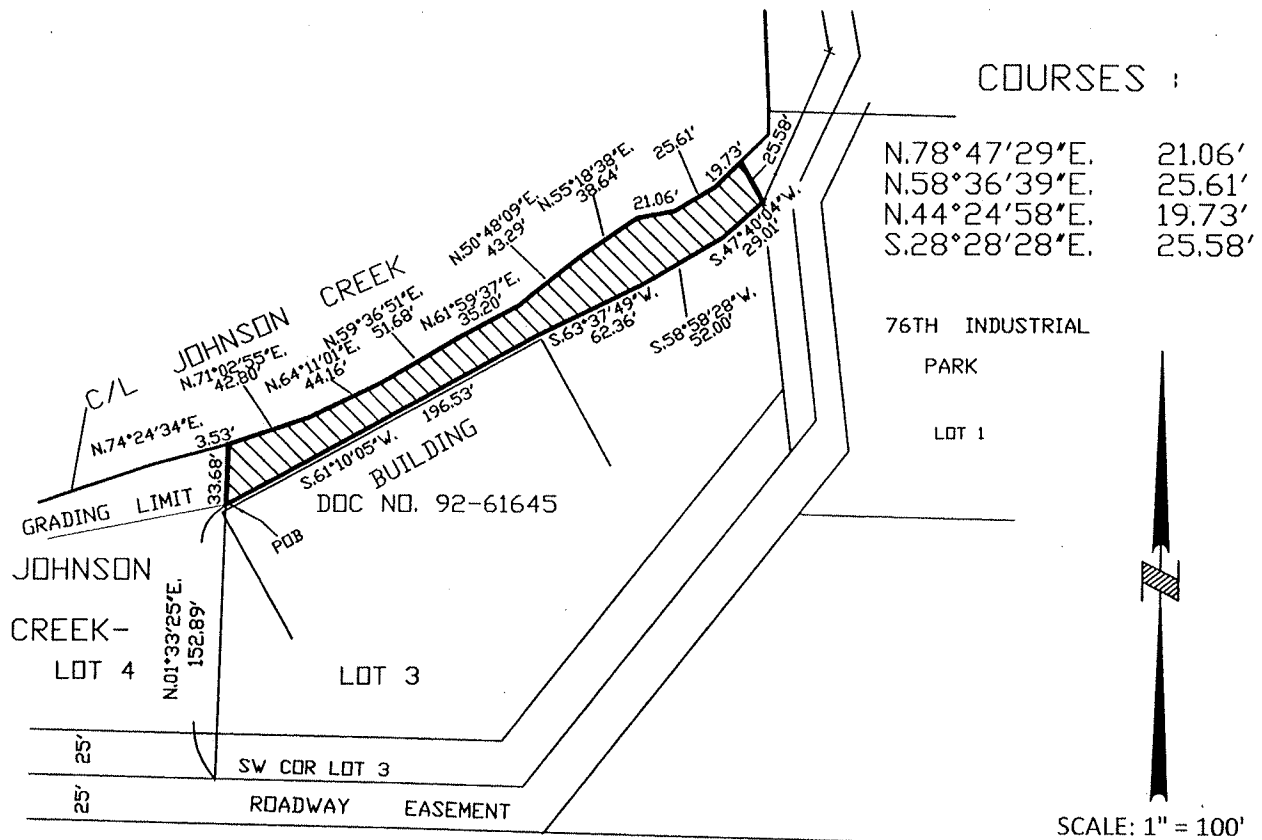 COURSES :
N.78°47'29"E. 21.06'
N.58°36'39"E. 25.61'
N.44°24'58"E. 19.73'
S.28°28'28"E. 25.58'
76TH INDUSTRIAL
PARK
LOT 1
25.58'
19.73'
25.61'
N.55°18'38"E.
38.64'
21.06'
N.50°48'09"E.
43.29'
S.47°40'04"W.
29.01'
C/L JOHNSON CREEK
N.61°59'37"E.
35.20'
N.59°36'51"E.
51.68'
N.64°11'01"E.
44.16'
N.71°02'55"E.
42.80'
N.74°24'34"E.
3.53'
S.63°37'49"W.
62.36'
S.58°58'28"W.
52.00'
196.53'
S.61°10'05"W.
BUILDING
33.68'
GRADING LIMIT
DOC NO. 92-61645
POB
JOHNSON
CREEK-
LOT 4
N.01°33'25"E.
152.89'
LOT 3
25'
SW COR LOT 3
25'
ROADWAY EASEMENT
SCALE: 1" = 100'